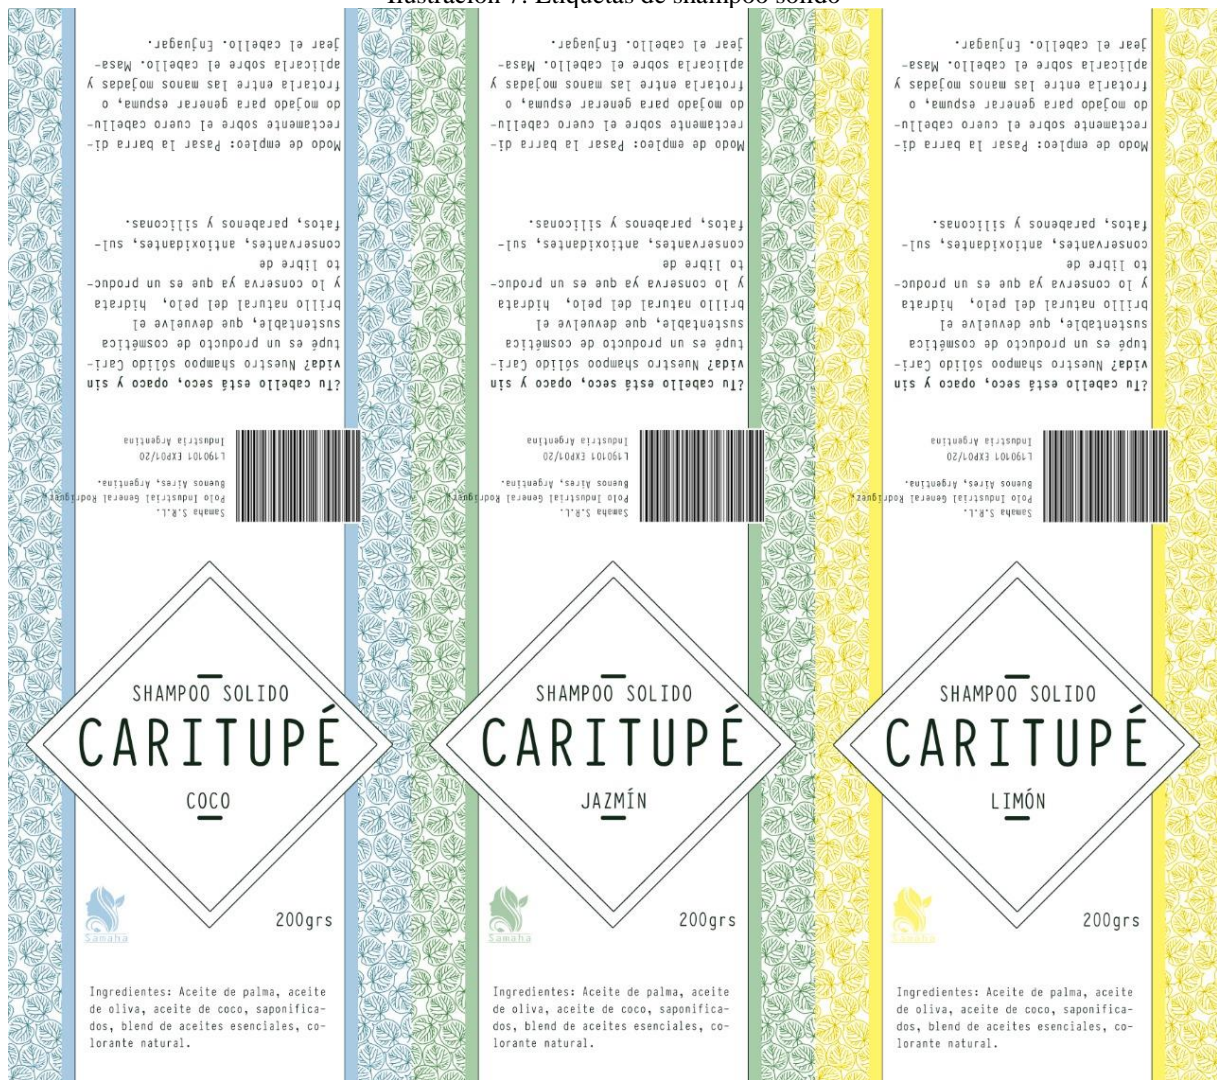 Ilustración 7. Etiquetas de shampoo sólido
Samaha S.R.L.
Polo Industrial General Rodríguez,
Buenos Aires, Argentina.
L190101 EXP01/20
Industria Argentina
¿Tu cabello está seco, opaco y sin
vida? Nuestro shampoo sólido Cari-
tupé es un producto de cosmética
sustentable, que devuelve el
brillo natural del pelo, hidrata
y lo conserva ya que es un produc-
to libre de
conservantes, antioxidantes, sul-
fatos, parabenos y siliconas.
Modo de empleo: Pasar la barra di-
rectamente sobre el cuero cabellu-
do mojado para generar espuma, o
frotarla entre las manos mojadas y
aplicarla sobre el cabello. Masa-
jear el cabello. Enjuagar.
SHAMPOO SOLIDO
CARITUPÉ
COCO
Samaha
200grs
Ingredientes: Aceite de palma, aceite
de oliva, aceite de coco, saponifica-
dos, blend de aceites esenciales, co-
lorante natural.
Samaha S.R.L.
Polo Industrial General Rodríguez,
Buenos Aires, Argentina.
L190101 EXP01/20
Industria Argentina
¿Tu cabello está seco, opaco y sin
vida? Nuestro shampoo sólido Cari-
tupé es un producto de cosmética
sustentable, que devuelve el
brillo natural del pelo, hidrata
y lo conserva ya que es un produc-
to libre de
conservantes, antioxidantes, sul-
fatos, parabenos y siliconas.
Modo de empleo: Pasar la barra di-
rectamente sobre el cuero cabellu-
do mojado para generar espuma, o
frotarla entre las manos mojadas y
aplicarla sobre el cabello. Masa-
jear el cabello. Enjuagar.
SHAMPOO SOLIDO
CARITUPÉ
JAZMÍN
Samaha
200grs
Ingredientes: Aceite de palma, aceite
de oliva, aceite de coco, saponifica-
dos, blend de aceites esenciales, co-
lorante natural.
Samaha S.R.L.
Polo Industrial General Rodríguez,
Buenos Aires, Argentina.
L190101 EXP01/20
Industria Argentina
¿Tu cabello está seco, opaco y sin
vida? Nuestro shampoo sólido Cari-
tupé es un producto de cosmética
sustentable, que devuelve el
brillo natural del pelo, hidrata
y lo conserva ya que es un produc-
to libre de
conservantes, antioxidantes, sul-
fatos, parabenos y siliconas.
Modo de empleo: Pasar la barra di-
rectamente sobre el cuero cabellu-
do mojado para generar espuma, o
frotarla entre las manos mojadas y
aplicarla sobre el cabello. Masa-
jear el cabello. Enjuagar.
SHAMPOO SOLIDO
CARITUPÉ
LIMÓN
Samaha
200grs
Ingredientes: Aceite de palma, aceite
de oliva, aceite de coco, saponifica-
dos, blend de aceites esenciales, co-
lorante natural.